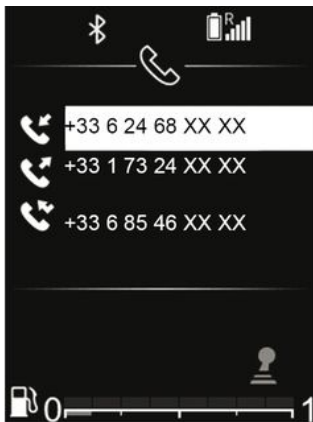 R
+33 6 24 68 XX XX
+33 1 73 24 XX XX
+33 6 85 46 XX XX
0 1